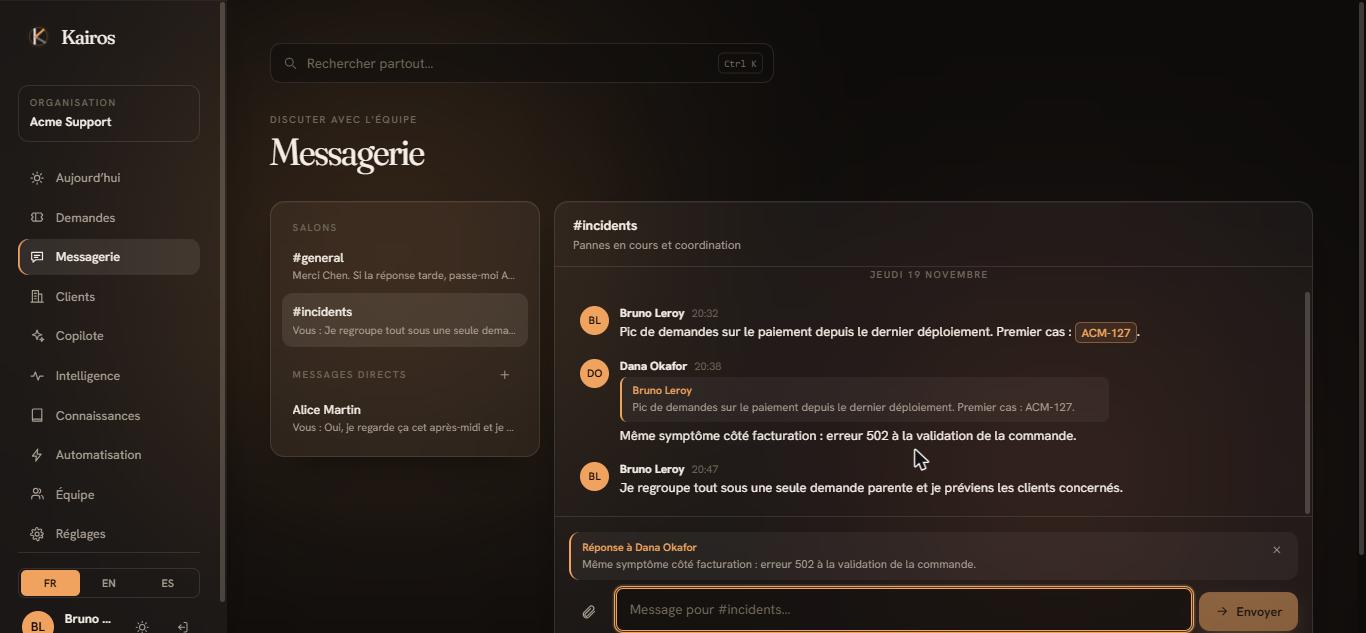 Kairos
ORGANISATION
Acme Support
Aujourd'hui
Demandes
Messagerie
Clients
Copilote
Intelligence
Connaissances
Automatisation
Équipe
Réglages
FR EN ES
BL Bruno ...
Rechercher partout... Ctrl K
DISCUTER AVEC L'ÉQUIPE
Messagerie
SALONS
#general
Merci Chen. Si la réponse tarde, passe-moi A...
#incidents
Vous : Je regroupe tout sous une seule dema...
MESSAGES DIRECTS +
Alice Martin
Vous : Oui, je regarde ça cet après-midi et je ...
#incidents
Pannes en cours et coordination
JEUDI 19 NOVEMBRE
BL Bruno Leroy 20:32
Pic de demandes sur le paiement depuis le dernier déploiement. Premier cas : ACM-127.
DO Dana Okafor 20:38
Bruno Leroy
Pic de demandes sur le paiement depuis le dernier déploiement. Premier cas : ACM-127.
Même symptôme côté facturation : erreur 502 à la validation de la commande.
BL Bruno Leroy 20:47
Je regroupe tout sous une seule demande parente et je préviens les clients concernés.
Réponse à Dana Okafor
Même symptôme côté facturation : erreur 502 à la validation de la commande.
Message pour #incidents...
Envoyer